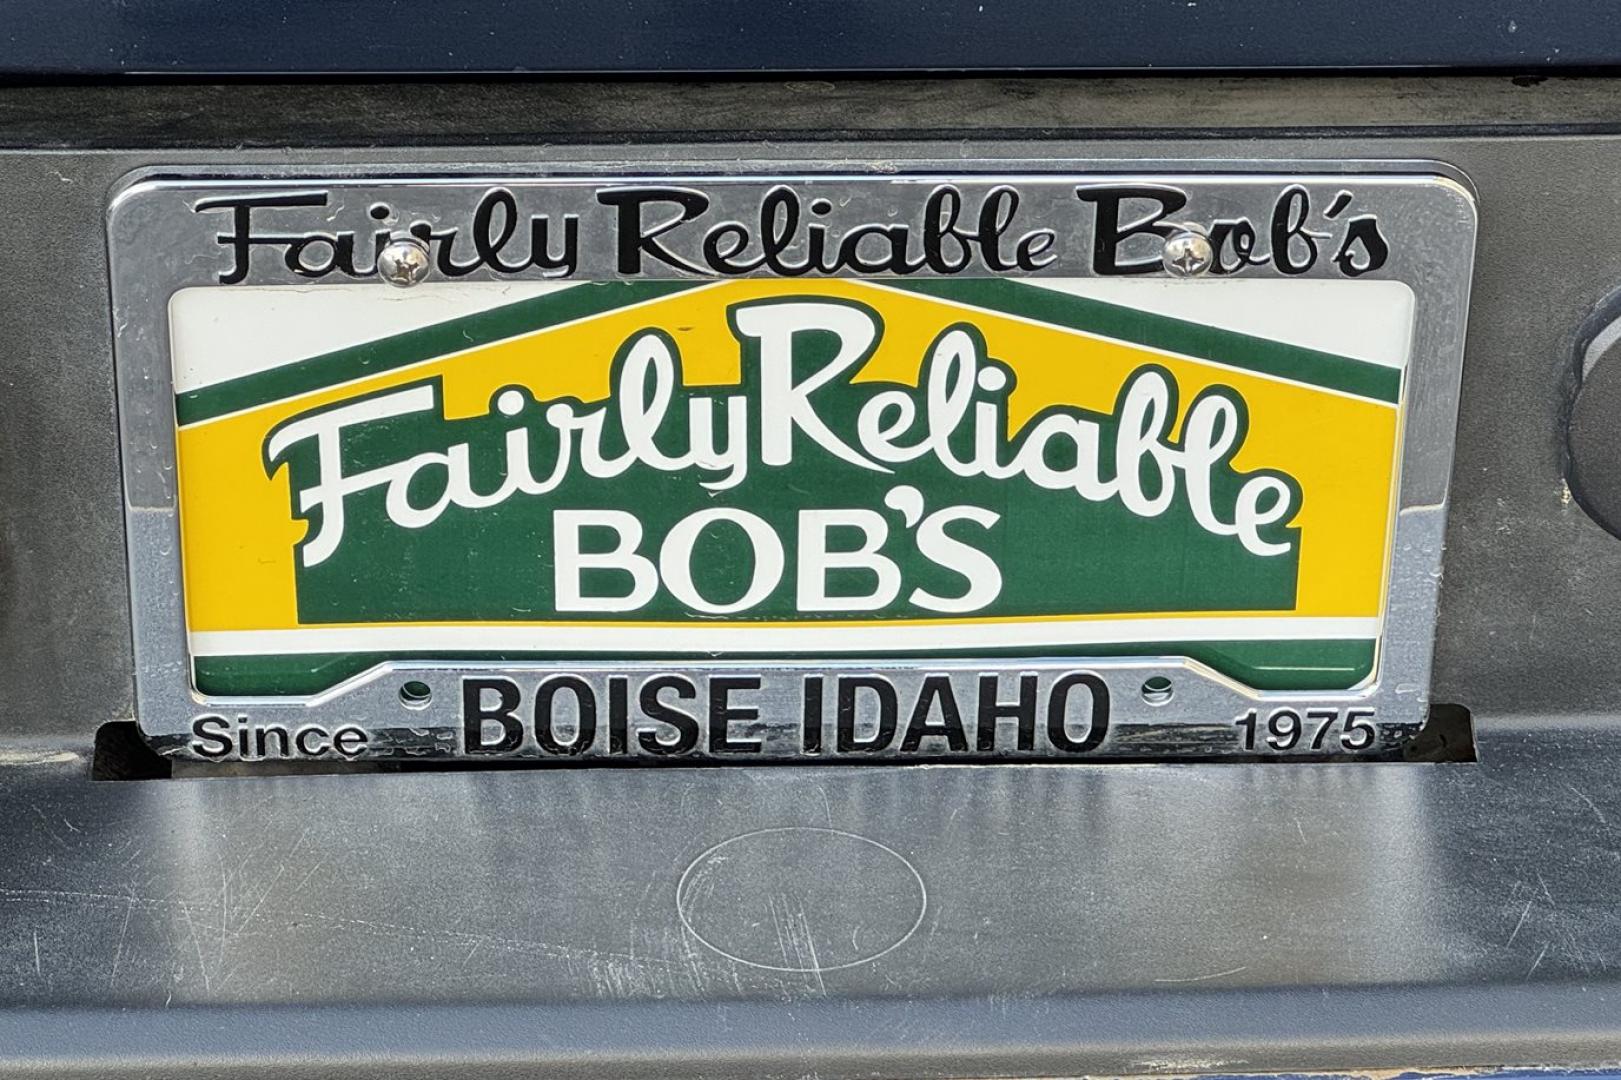 Fairly Reliable Bob's
Fairly Reliable
BOB'S
Since BOISE IDAHO 1975